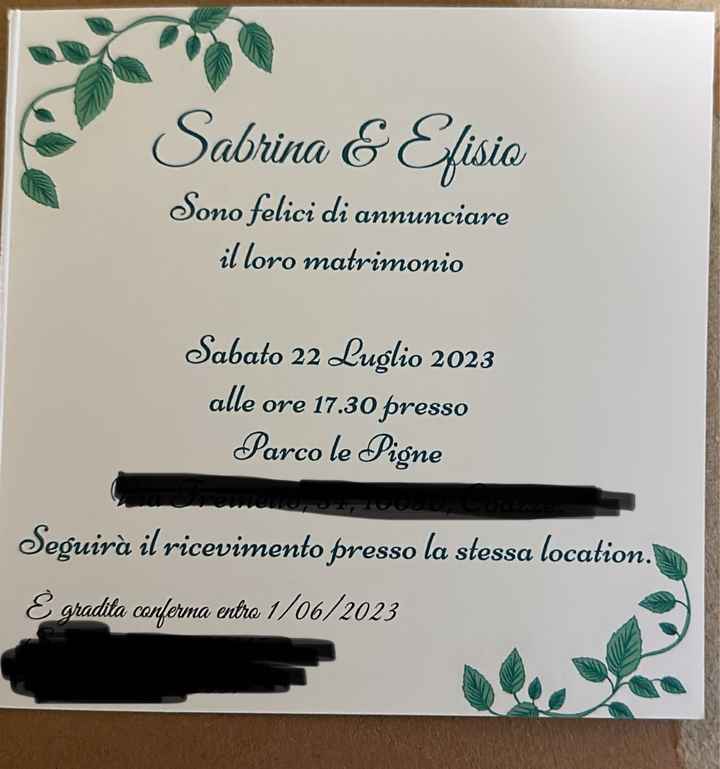 Sabrina & Efisio
Sono felici di annunciare
il loro matrimonio
Sabato 22 Luglio 2023
alle ore 17.30 presso
Parco le Pigne
Seguirà il ricevimento presso la stessa location.
È gradita conferma entro 1/06/2023